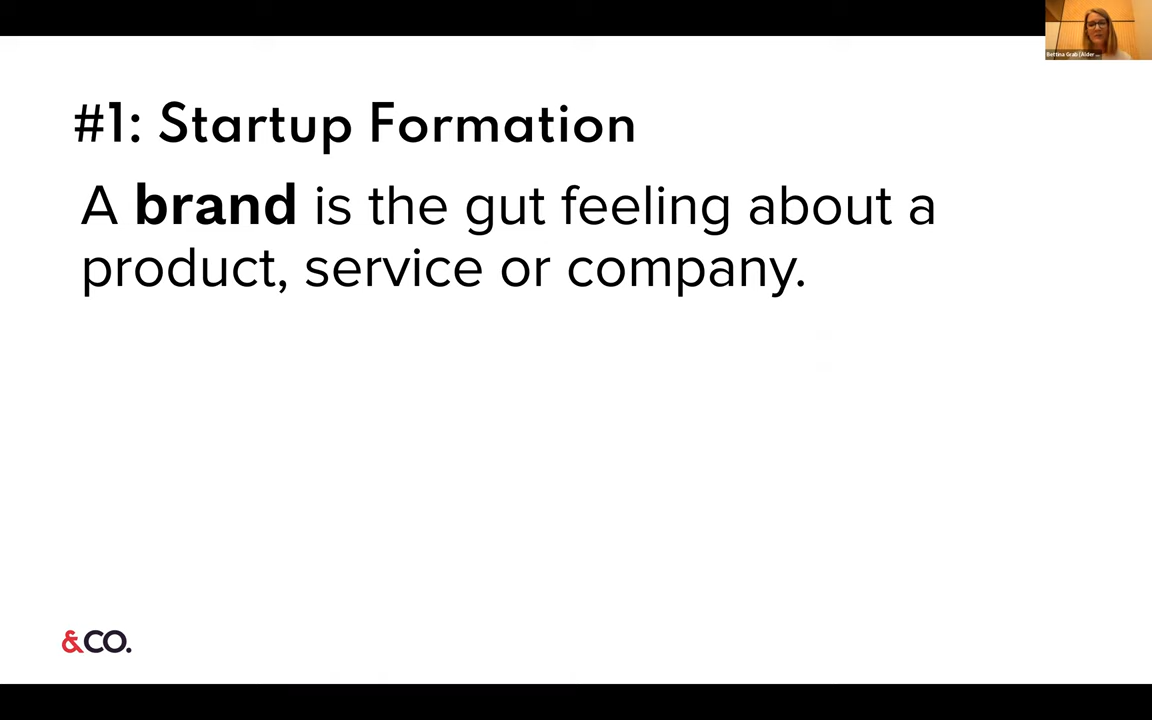 #1: Startup Formation
A brand is the gut feeling about a
product, service or company.
&CO.